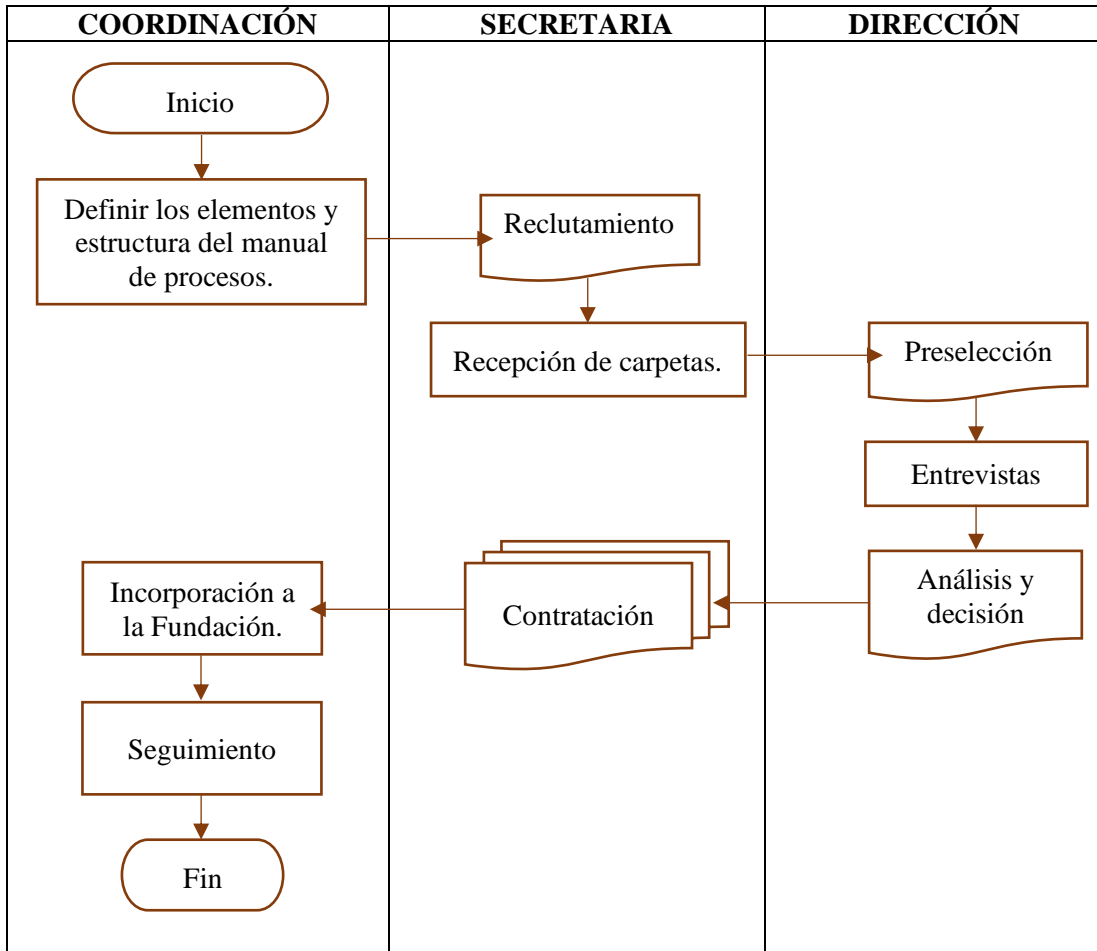 COORDINACIÓN
SECRETARIA
DIRECCIÓN
Inicio
Definir los elementos y
estructura del manual
de procesos.
Reclutamiento
Recepción de carpetas.
Preselección
Entrevistas
Análisis y
decisión
Contratación
Incorporación a
la Fundación.
Seguimiento
Fin